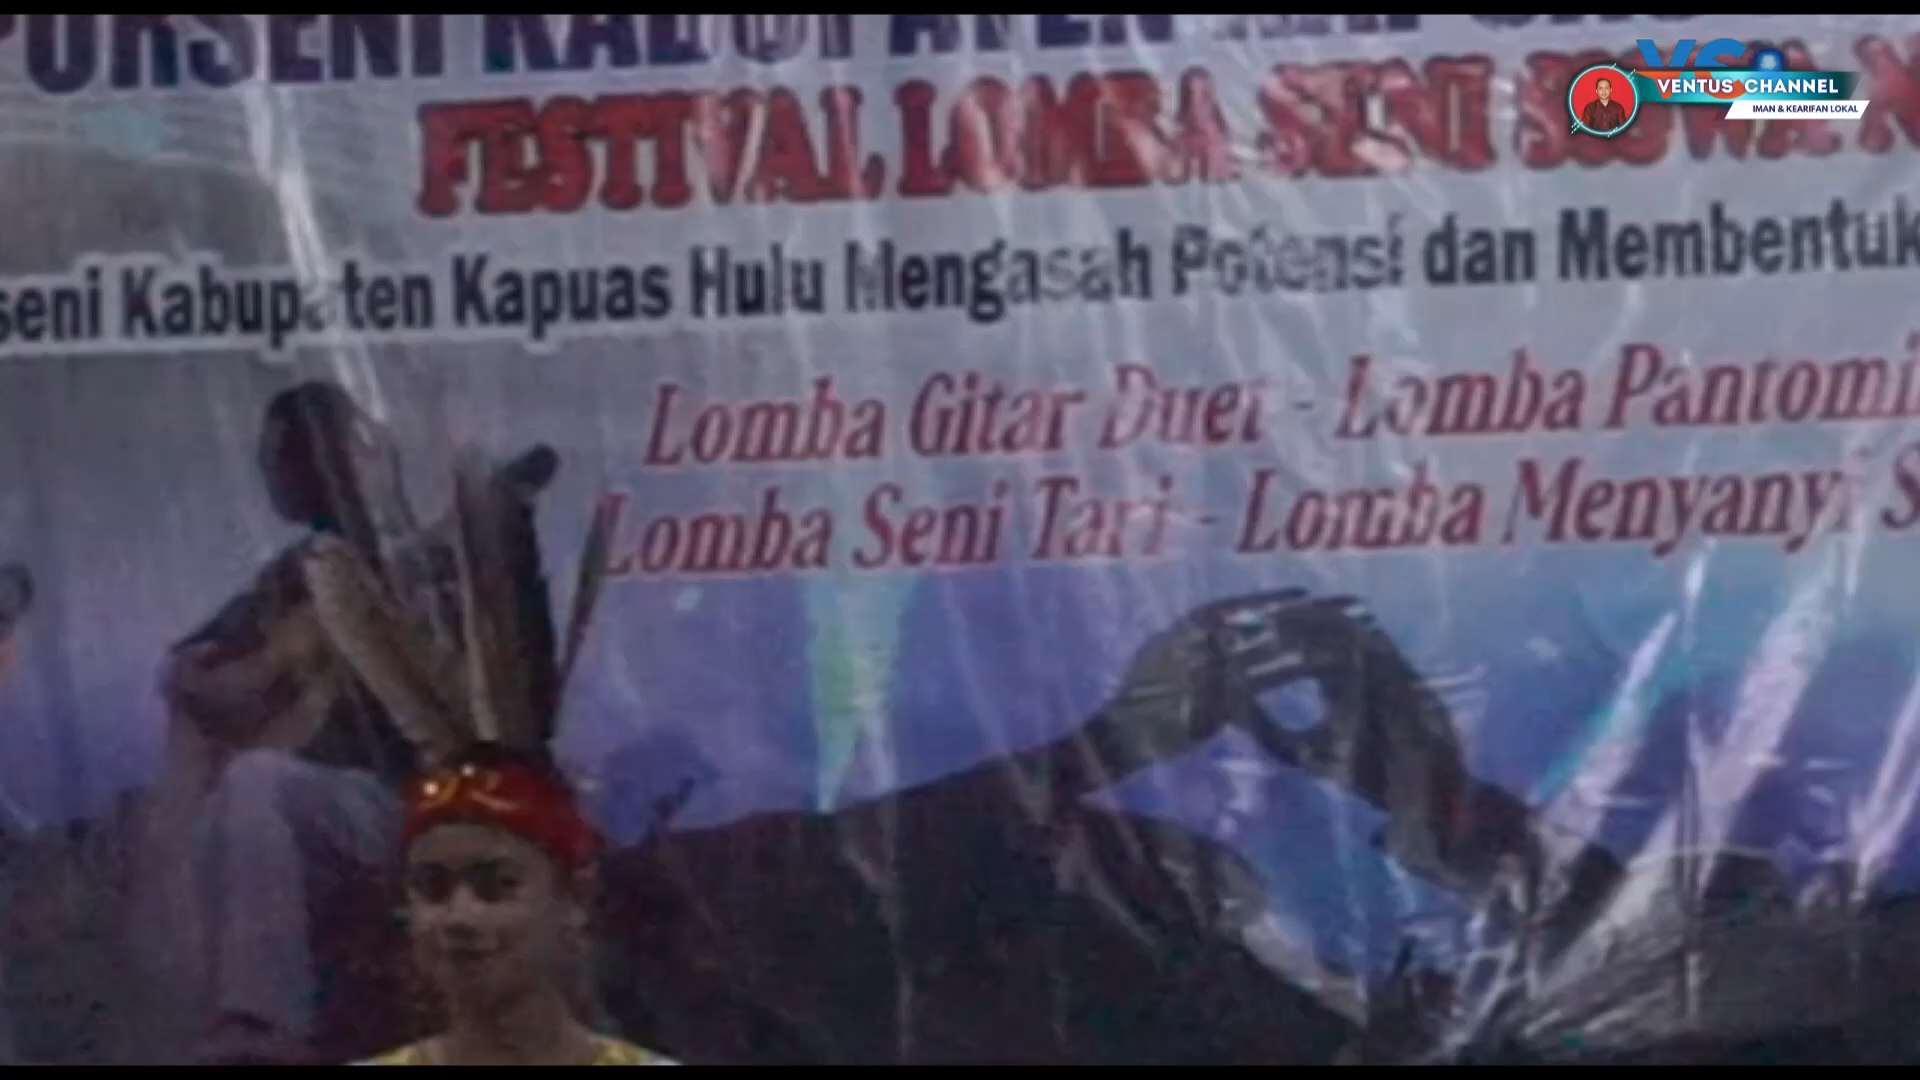 VENTUS CHANNEL
IMAN & KEARIFAN LOKAL
FESTIVAL LOMBA SENI SISWA N
seni Kabupaten Kapuas Hulu Mengasah Potensi dan Membentuk
Lomba Gitar Duet - Lomba Pantomi
Lomba Seni Tari - Lomba Menyanyi S